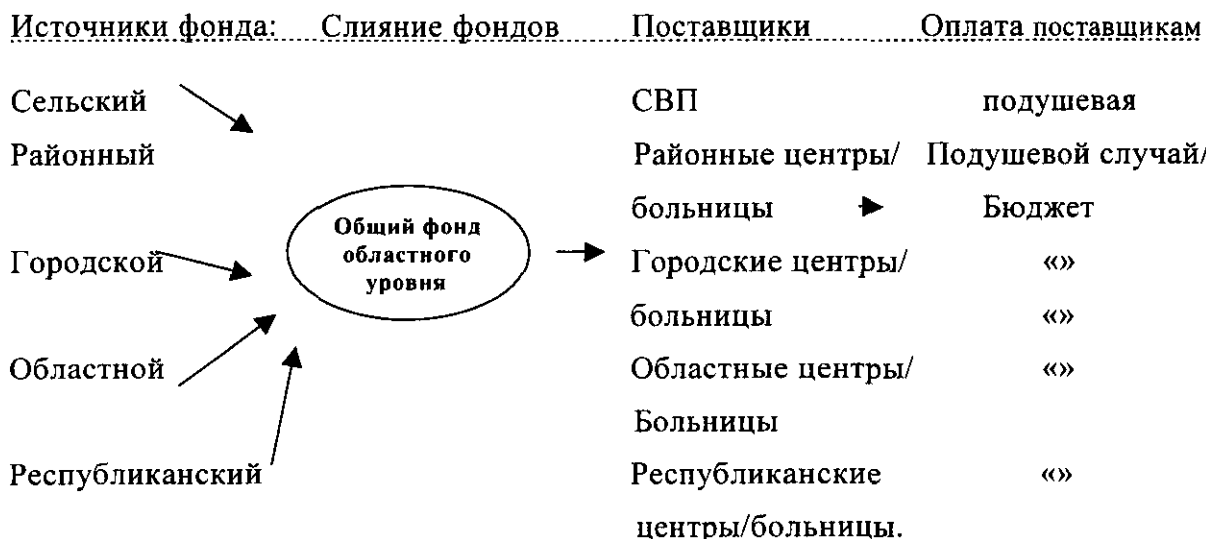 Источники фонда: Слияние фондов Поставщики Оплата поставщикам
Сельский СВП подушевая
Районный Районные центры/ Подушевой случай/
больницы Бюджет
Общий фонд
областного
уровня
Городской Городские центры/ «»
больницы «»
Областной Областные центры/ «»
Больницы
Республиканский Республиканские «»
центры/больницы.